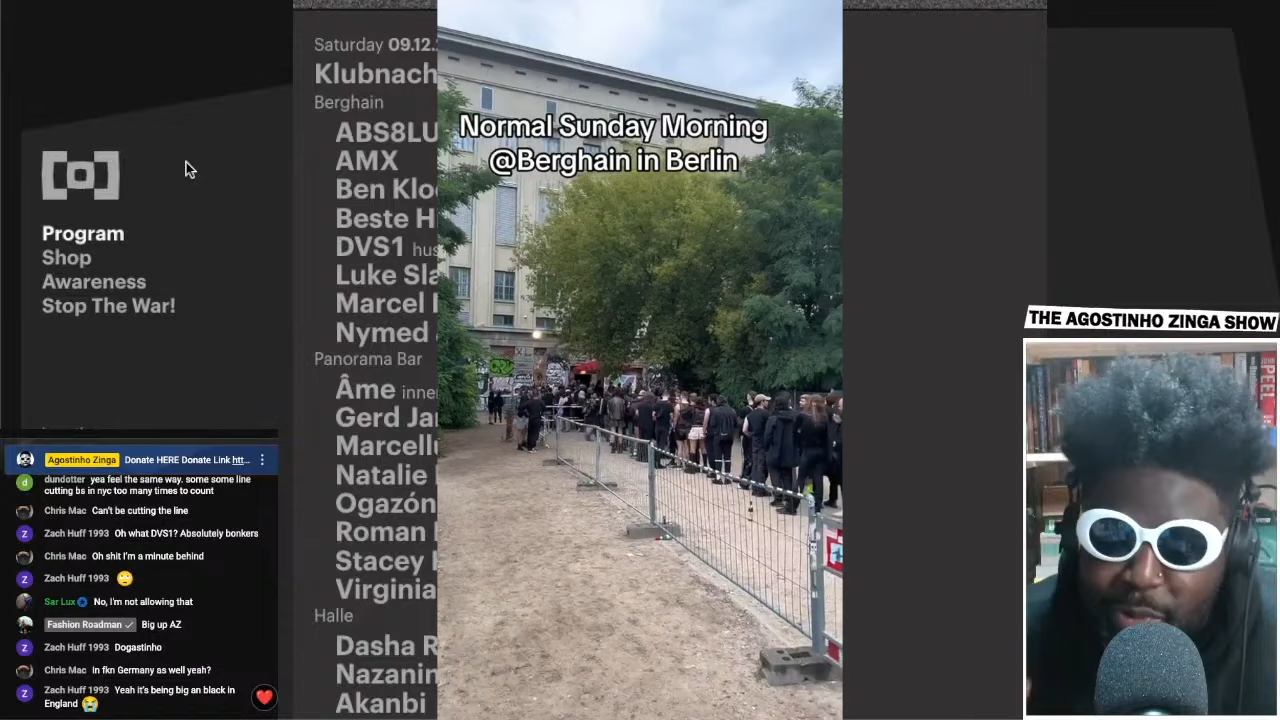 Program
Shop
Awareness
Stop The War!
Saturday 09.12.
Klubnach
Berghain
ABS8LU
AMX
Ben Klo
Beste H
DVS1 hos
Luke Sla
Marcel
Nymed
Panorama Bar
Âme inne
Gerd Ja
Marcell
Natalie
Ogazón
Roman
Stacey
Virginia
Halle
Dasha R
Nazanin
Akanbi
Normal Sunday Morning
@Berghain in Berlin
THE AGOSTINHO ZINGA SHOW
PEEL
Agostinho Zinga Donate HERE Donate Link htt...
dundotter yea feel the same way. some some line
cutting bs in nyc too many times to count
Chris Mac Can't be cutting the line
Zach Huff 1993 Oh what DVS1? Absolutely bonkers
Chris Mac Oh shit I'm a minute behind
Zach Huff 1993 🙄
Sar Lux No, I'm not allowing that
Fashion Roadman Big up AZ
Zach Huff 1993 Dogastinho
Chris Mac In fkn Germany as well yeah?
Zach Huff 1993 Yeah it's being big an black in
England 😭